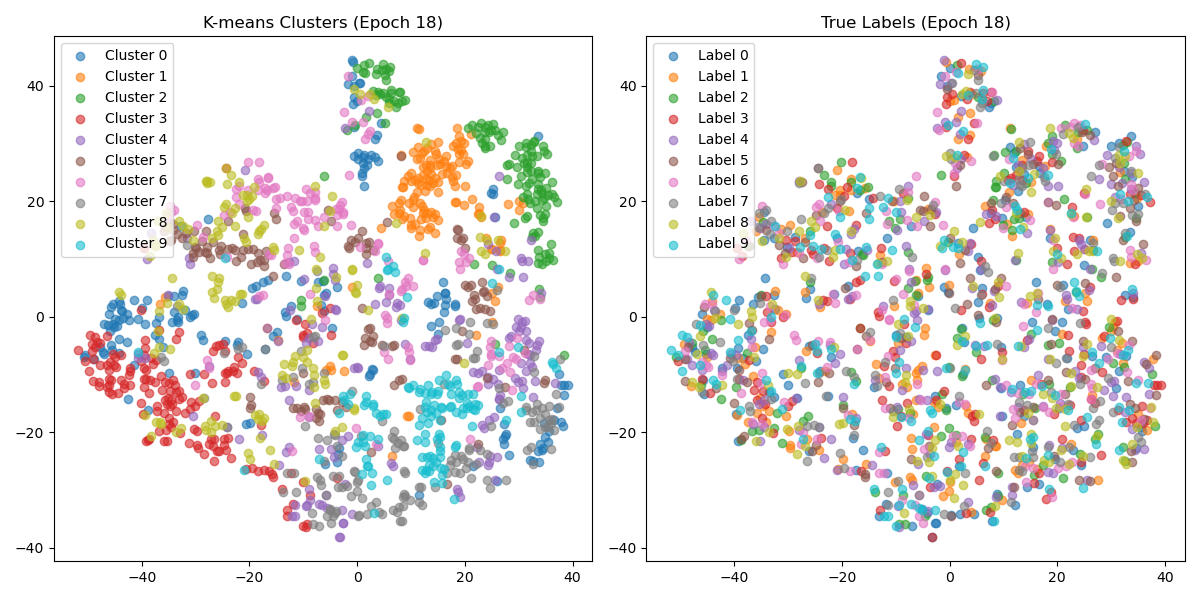 K-means Clusters (Epoch 18)
Cluster 0
Cluster 1
Cluster 2
Cluster 3
Cluster 4
Cluster 5
Cluster 6
Cluster 7
Cluster 8
Cluster 9
40
20
0
−20
−40
−40
−20
0
20
40
True Labels (Epoch 18)
Label 0
Label 1
Label 2
Label 3
Label 4
Label 5
Label 6
Label 7
Label 8
Label 9
40
20
0
−20
−40
−40
−20
0
20
40